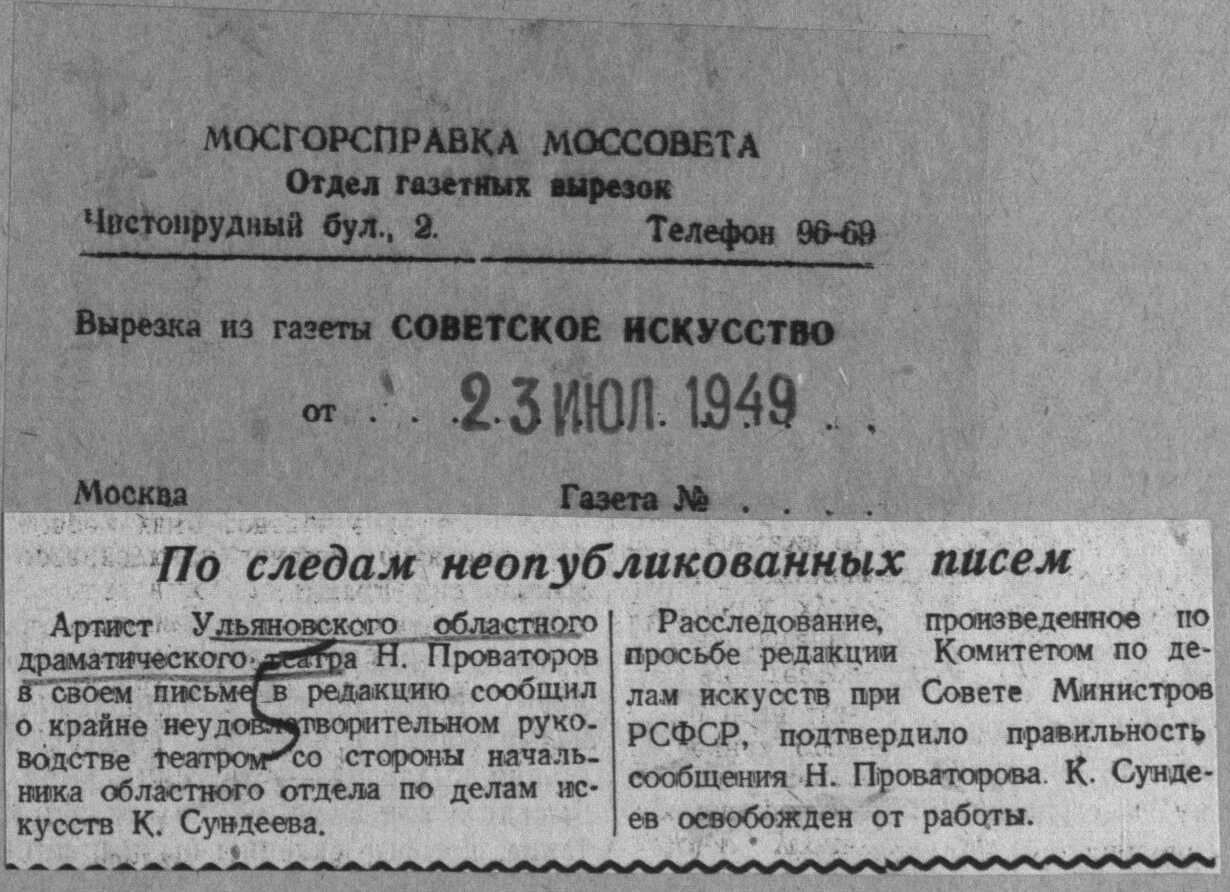 МОСГОРСПРАВКА МОССОВЕТА
Отдел газетных вырезок
Чистопрудный бул., 2. Телефон 96-69
Вырезка из газеты СОВЕТСКОЕ ИСКУССТВО
от . . . 23 ИЮЛ. 1949 . .
Москва Газета № . . . .
По следам неопубликованных писем
Артист Ульяновского областного
драматического театра Н. Проваторов
в своем письме в редакцию сообщил
о крайне неудовлетворительном руко-
водстве театром со стороны началь-
ника областного отдела по делам ис-
кусств К. Сундеева.
Расследование, произведенное по
просьбе редакции Комитетом по де-
лам искусств при Совете Министров
РСФСР, подтвердило правильность
сообщения Н. Проваторова. К. Сунде-
ев освобожден от работы.